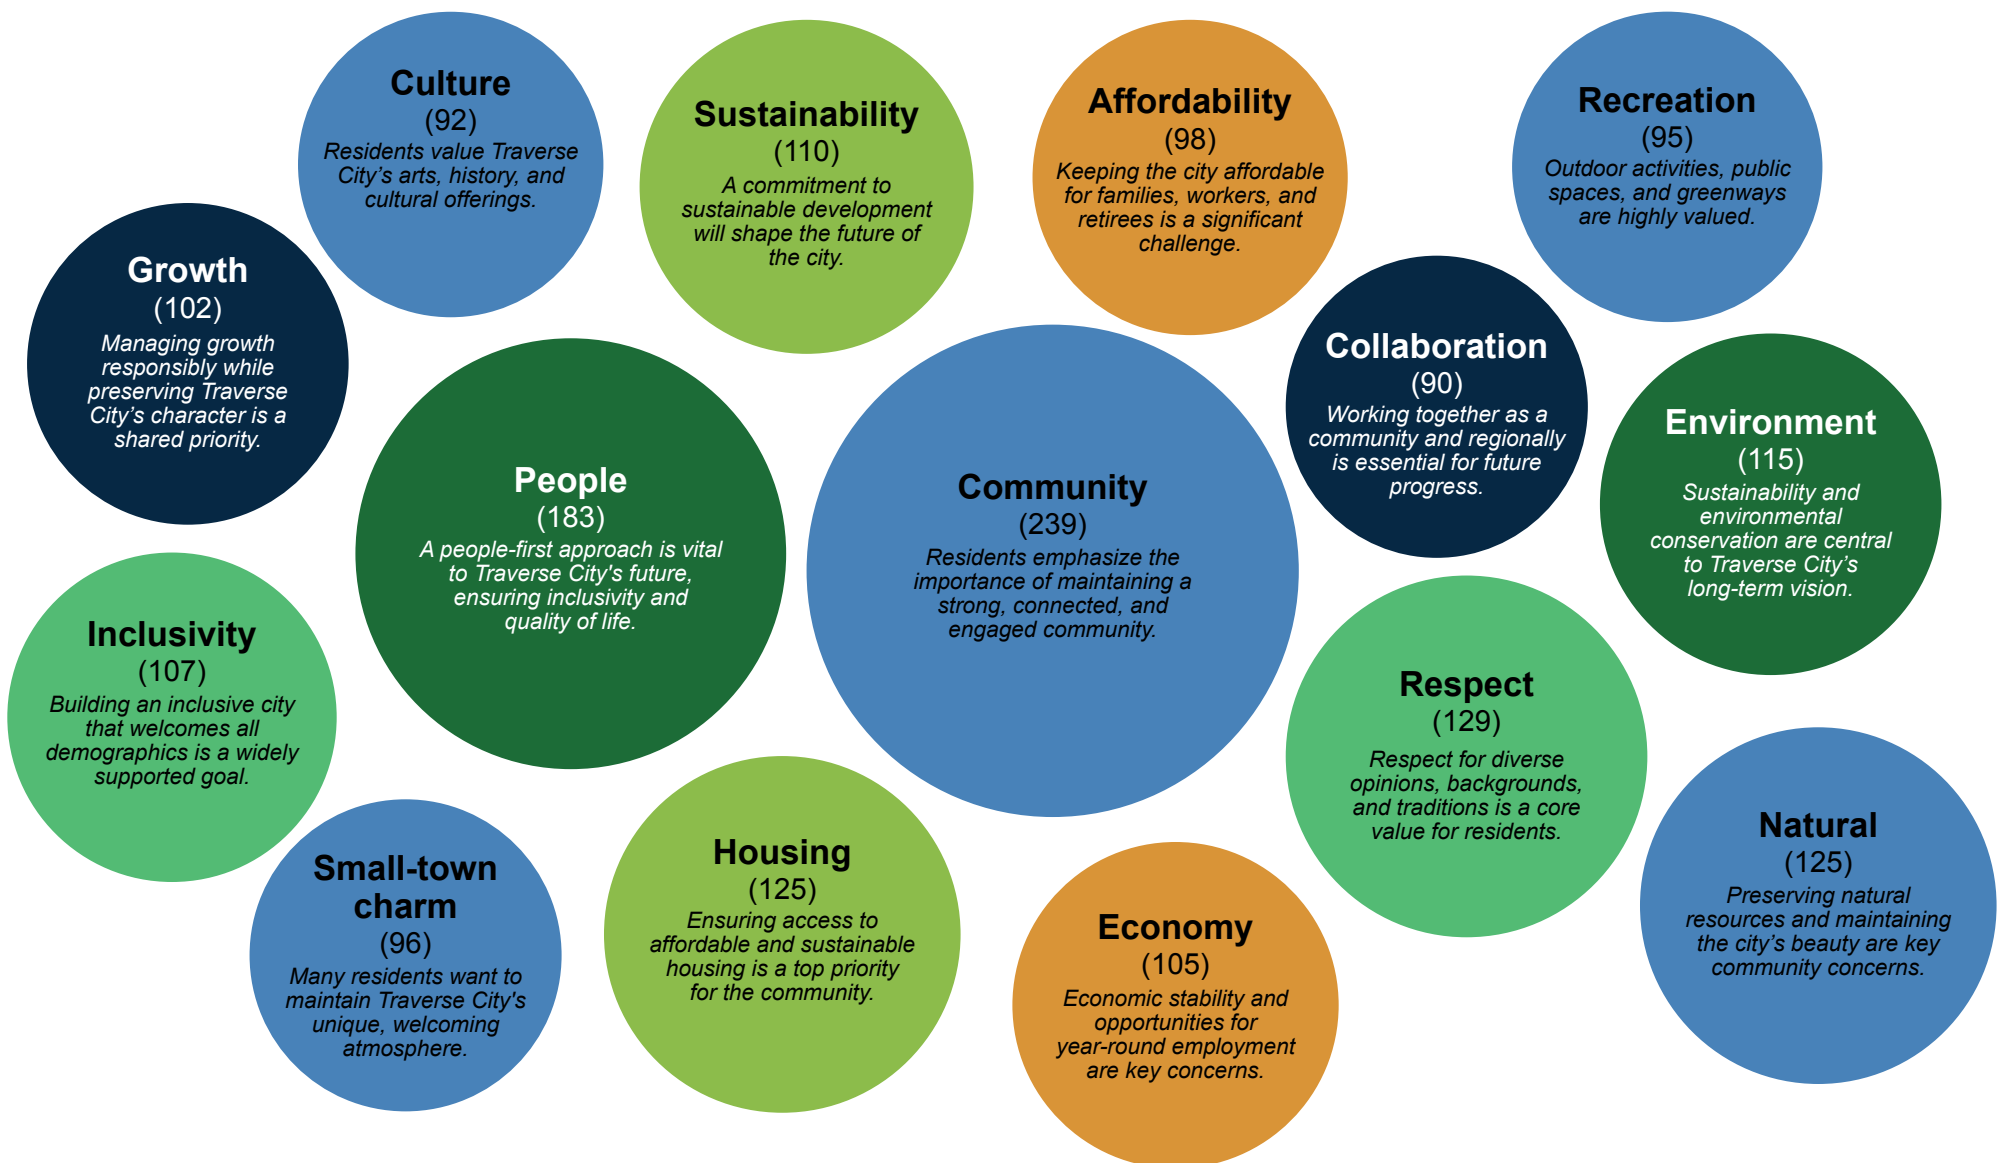 Culture
(92)
Residents value Traverse
City's arts, history, and
cultural offerings.
Sustainability
(110)
A commitment to
sustainable development
will shape the future of
the city.
Affordability
(98)
Keeping the city affordable
for families, workers, and
retirees is a significant
challenge.
Recreation
(95)
Outdoor activities, public
spaces, and greenways
are highly valued.
Growth
(102)
Managing growth
responsibly while
preserving Traverse
City's character is a
shared priority.
People
(183)
A people-first approach is vital
to Traverse City's future,
ensuring inclusivity and
quality of life.
Community
(239)
Residents emphasize the
importance of maintaining a
strong, connected, and
engaged community.
Collaboration
(90)
Working together as a
community and regionally
is essential for future
progress.
Environment
(115)
Sustainability and
environmental
conservation are central
to Traverse City's
long-term vision.
Inclusivity
(107)
Building an inclusive city
that welcomes all
demographics is a widely
supported goal.
Respect
(129)
Respect for diverse
opinions, backgrounds,
and traditions is a core
value for residents.
Small-town
charm
(96)
Many residents want to
maintain Traverse City's
unique, welcoming
atmosphere.
Housing
(125)
Ensuring access to
affordable and sustainable
housing is a top priority
for the community.
Economy
(105)
Economic stability and
opportunities for
year-round employment
are key concerns.
Natural
(125)
Preserving natural
resources and maintaining
the city's beauty are key
community concerns.